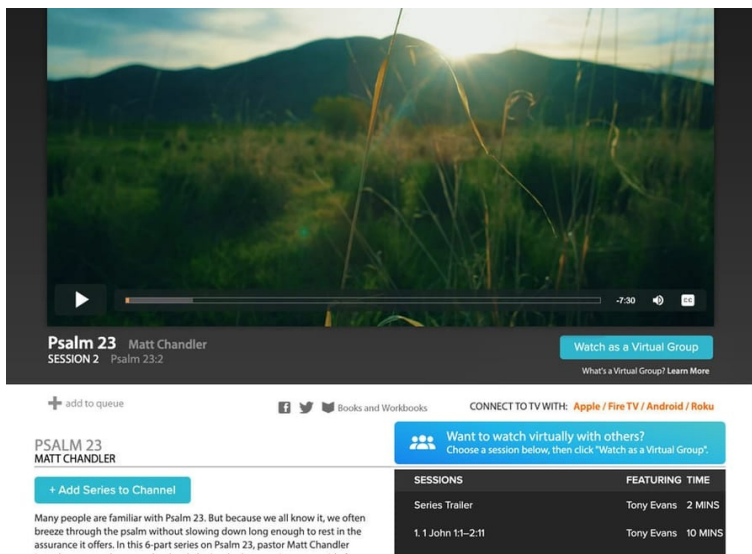 -7:30
CC
Psalm 23 Matt Chandler
SESSION 2 Psalm 23:2
Watch as a Virtual Group
What's a Virtual Group? Learn More
add to queue
Books and Workbooks
CONNECT TO TV WITH: Apple / Fire TV / Android / Roku
PSALM 23
MATT CHANDLER
+ Add Series to Channel
Many people are familiar with Psalm 23. But because we all know it, we often
breeze through the psalm without slowing down long enough to rest in the
assurance it offers. In this 6-part series on Psalm 23, pastor Matt Chandler
Want to watch virtually with others?
Choose a session below, then click "Watch as a Virtual Group".
SESSIONS FEATURING TIME
Series Trailer Tony Evans 2 MINS
1. 1 John 1:1–2:11 Tony Evans 10 MINS